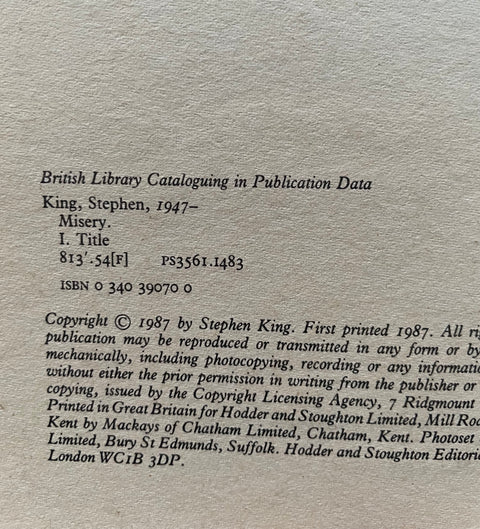 British Library Cataloguing in Publication Data
King, Stephen, 1947–
Misery.
I. Title
813'.54[F] PS3561.1483
ISBN 0 340 39070 0
Copyright © 1987 by Stephen King. First printed 1987. All
publication may be reproduced or transmitted in any form or by
mechanically, including photocopying, recording or any
without either the prior permission in writing from the publisher or
copying, issued by the Copyright Licensing Agency, 7 Ridgmount
Printed in Great Britain for Hodder and Stoughton Limited, Mill
Kent by Mackays of Chatham Limited, Chatham, Kent. Photoset
Limited, Bury St Edmunds, Suffolk. Hodder and Stoughton
London WC1B 3DP.